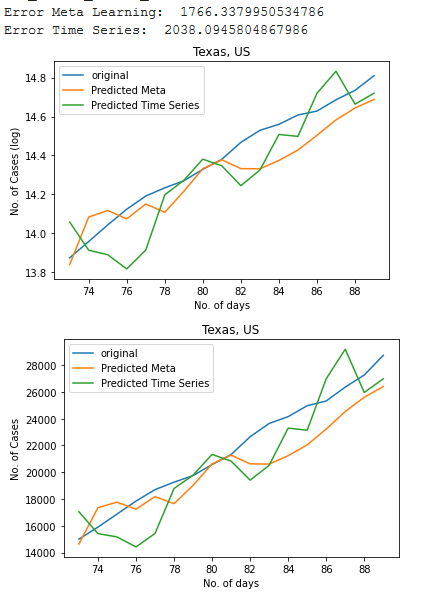 Error Meta Learning:  1766.3379950534786
Error Time Series:  2038.0945804867986
Texas, US
original
Predicted Meta
Predicted Time Series
No. of Cases (log)
14.8
14.6
14.4
14.2
14.0
13.8
74 76 78 80 82 84 86 88
No. of days
Texas, US
original
Predicted Meta
Predicted Time Series
No. of Cases
28000
26000
24000
22000
20000
18000
16000
14000
74 76 78 80 82 84 86 88
No. of days